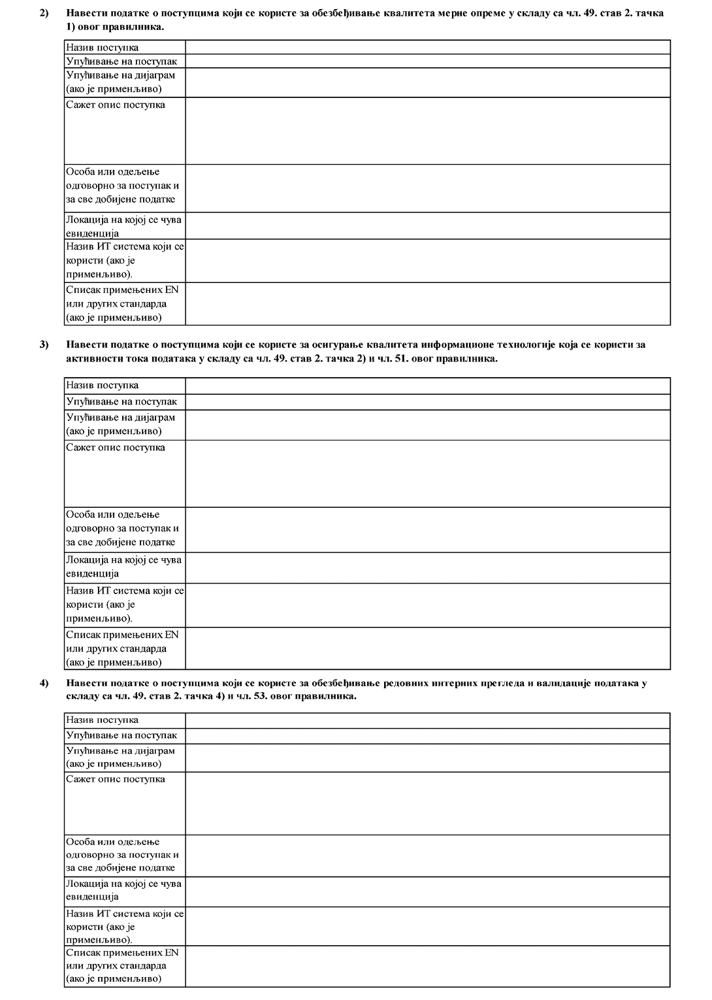 2) Навести податке о поступцима који се користе за обезбеђивање квалитета мерне опреме у складу са чл. 49. став 2. тачка
1) овог правилника.
Назив поступка
Упућивање на поступак
Упућивање на дијаграм
(ако је применљиво)
Сажет опис поступка
Особа или одељење
одговорно за поступак и
за све добијене податке
Локација на којој се чува
евиденција
Назив ИТ система који се
користи (ако је
применљиво).
Списак примењених EN
или других стандарда
(ако је применљиво)
3) Навести податке о поступцима који се користе за осигурање квалитета информационе технологије која се користи за
активности тока података у складу са чл. 49. став 2. тачка 2) и чл. 51. овог правилника.
Назив поступка
Упућивање на поступак
Упућивање на дијаграм
(ако је применљиво)
Сажет опис поступка
Особа или одељење
одговорно за поступак и
за све добијене податке
Локација на којој се чува
евиденција
Назив ИТ система који се
користи (ако је
применљиво).
Списак примењених EN
или других стандарда
(ако је применљиво)
4) Навести податке о поступцима који се користе за обезбеђивање редовних интерних прегледа и валидације података у
складу са чл. 49. став 2. тачка 4) и чл. 53. овог правилника.
Назив поступка
Упућивање на поступак
Упућивање на дијаграм
(ако је применљиво)
Сажет опис поступка
Особа или одељење
одговорно за поступак и
за све добијене податке
Локација на којој се чува
евиденција
Назив ИТ система који се
користи (ако је
применљиво).
Списак примењених EN
или других стандарда
(ако је применљиво)